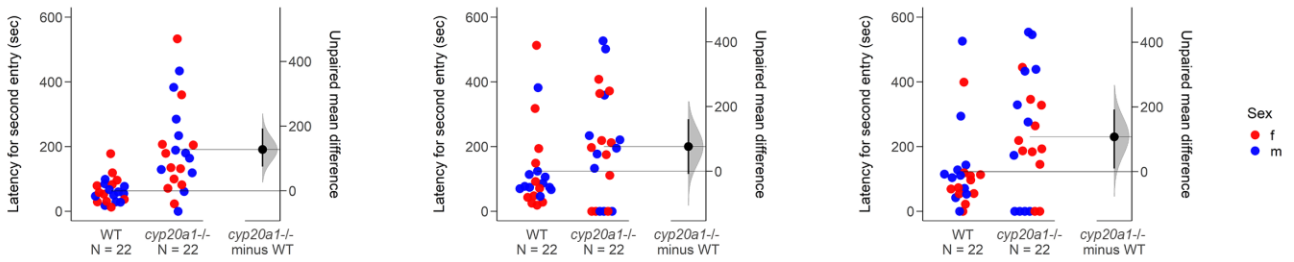 600
400
200
0
Latency for second entry (sec)
400
200
0
Unpaired mean difference
WT
N = 22
cyp20a1-/-
N = 22
cyp20a1-/-
minus WT
600
400
200
0
Latency for second entry (sec)
400
200
0
Unpaired mean difference
WT
N = 22
cyp20a1-/-
N = 22
cyp20a1-/-
minus WT
600
400
200
0
Latency for second entry (sec)
400
200
0
Unpaired mean difference
WT
N = 22
cyp20a1-/-
N = 22
cyp20a1-/-
minus WT
Sex
f
m